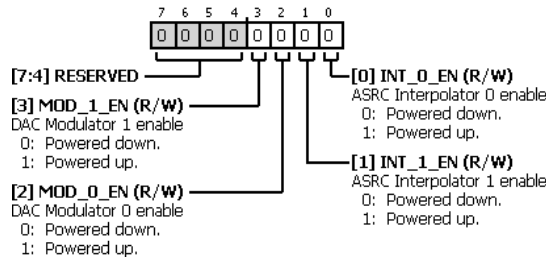 7 6 5 4 3 2 1 0
0 0 0 0 0 0 0 0
[7:4] RESERVED
[3] MOD_1_EN (R/W)
DAC Modulator 1 enable
0: Powered down.
1: Powered up.
[2] MOD_0_EN (R/W)
DAC Modulator 0 enable
0: Powered down.
1: Powered up.
[0] INT_0_EN (R/W)
ASRC Interpolator 0 enable
0: Powered down.
1: Powered up.
[1] INT_1_EN (R/W)
ASRC Interpolator 1 enable
0: Powered down.
1: Powered up.